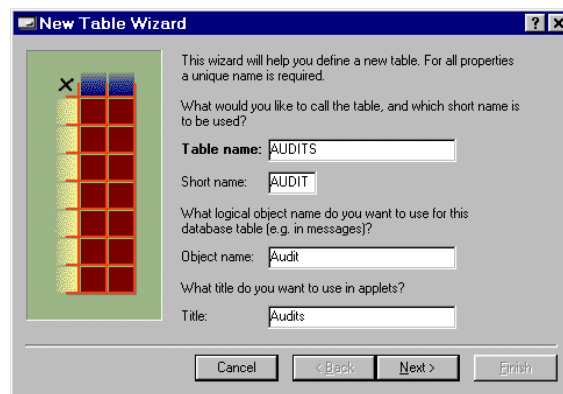 New Table Wizard
This wizard will help you define a new table. For all properties
a unique name is required.
What would you like to call the table, and which short name is
to be used?
Table name: AUDITS
Short name: AUDIT
What logical object name do you want to use for this
database table (e.g. in messages)?
Object name: Audit
What title do you want to use in applets?
Title: Audits
Cancel < Back Next > Finish